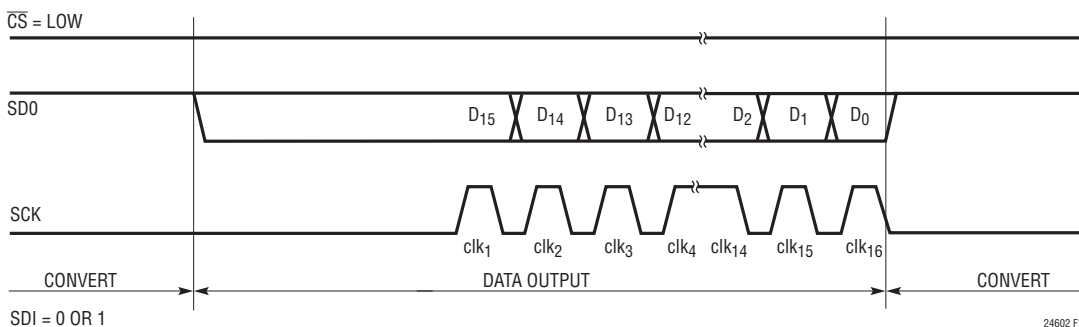 CS = LOW
SD0
D15 D14 D13 D12 D2 D1 D0
SCK
clk1 clk2 clk3 clk4 clk14 clk15 clk16
CONVERT DATA OUTPUT CONVERT
SDI = 0 OR 1
24602